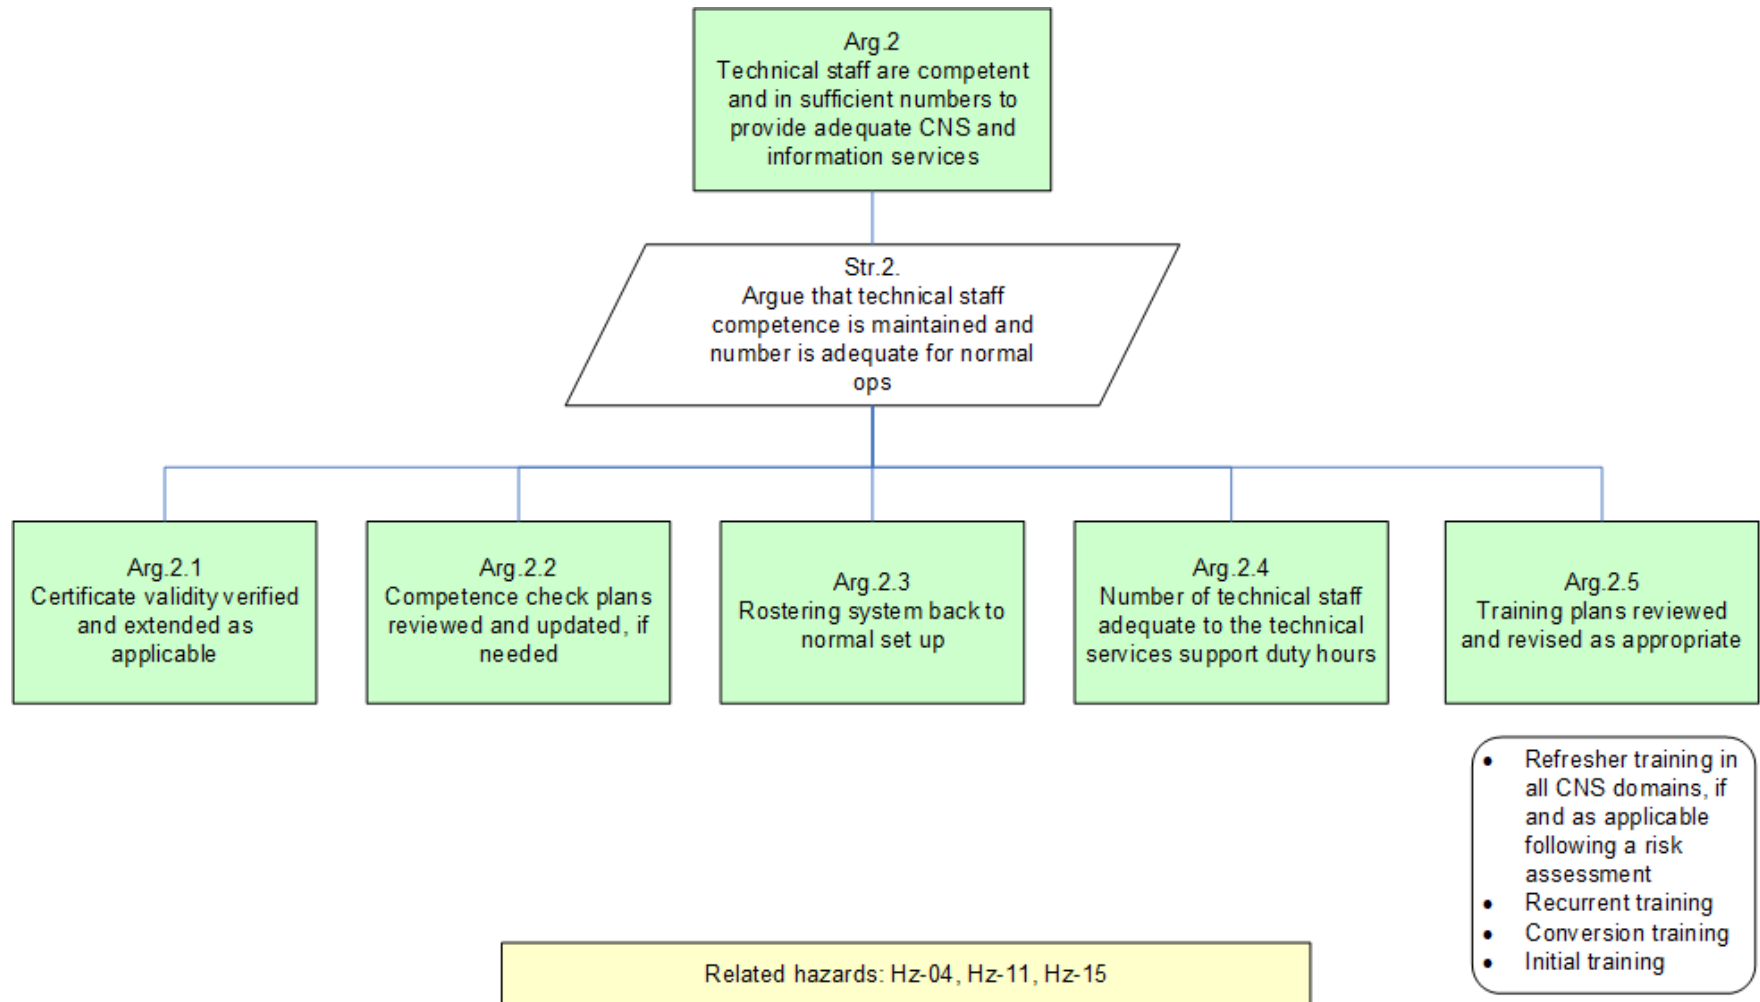 Arg.2
Technical staff are competent
and in sufficient numbers to
provide adequate CNS and
information services
Str.2.
Argue that technical staff
competence is maintained and
number is adequate for normal
ops
Arg.2.1
Certificate validity verified
and extended as
applicable
Arg.2.2
Competence check plans
reviewed and updated, if
needed
Arg.2.3
Rostering system back to
normal set up
Arg.2.4
Number of technical staff
adequate to the technical
services support duty hours
Arg.2.5
Training plans reviewed
and revised as appropriate
• Refresher training in
all CNS domains, if
and as applicable
following a risk
assessment
• Recurrent training
• Conversion training
• Initial training
Related hazards: Hz-04, Hz-11, Hz-15